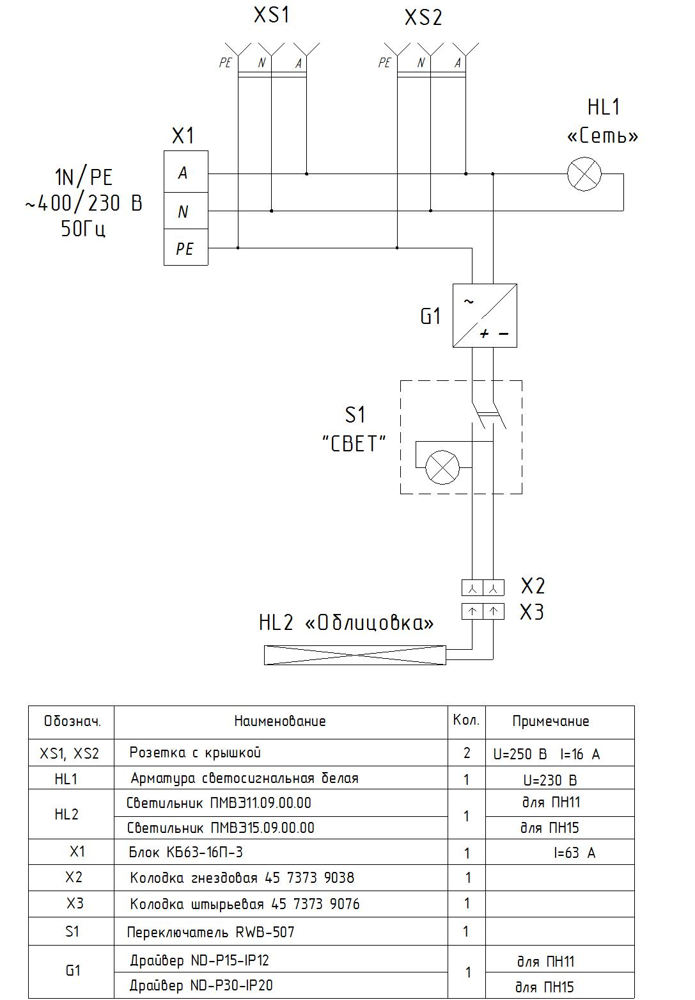 XS1
XS2
PE N A
PE N A
HL1
«Сеть»
X1
1N/PE
~400/230 В
50Гц
A
N
PE
~
G1
+ −
S1
"СВЕТ"
X2
X3
HL2 «Облицовка»
Обознач. Наименование Кол. Примечание
XS1, XS2 Розетка с крышкой 2 U=250 В I=16 А
HL1 Арматура светосигнальная белая 1 U=230 В
HL2 Светильник ПМВЭ11.09.00.00 1 для ПН11
Светильник ПМВЭ15.09.00.00 для ПН15
X1 Блок КБ63-16П-3 1 I=63 А
X2 Колодка гнездовая 45 7373 9038 1
X3 Колодка штырьевая 45 7373 9076 1
S1 Переключатель RWB-507 1
G1 Драйвер ND-P15-IP12 1 для ПН11
Драйвер ND-P30-IP20 для ПН15